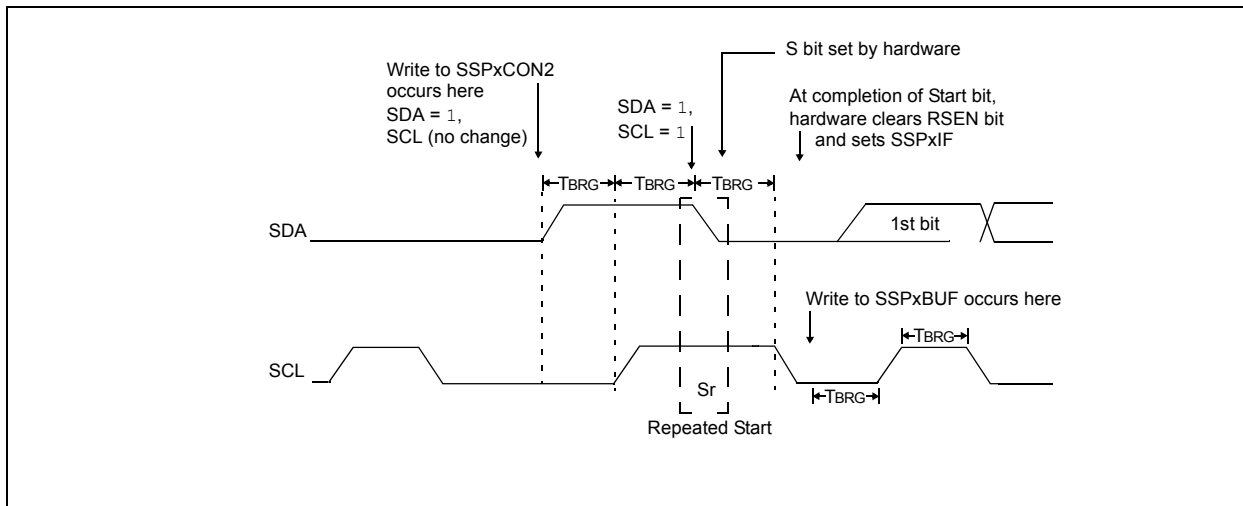 S bit set by hardware
Write to SSPxCON2
occurs here
SDA = 1,
SCL (no change)
SDA = 1,
SCL = 1
At completion of Start bit,
hardware clears RSEN bit
and sets SSPxIF
TBRG TBRG TBRG
SDA
1st bit
Write to SSPxBUF occurs here
TBRG
SCL
Sr
TBRG
Repeated Start